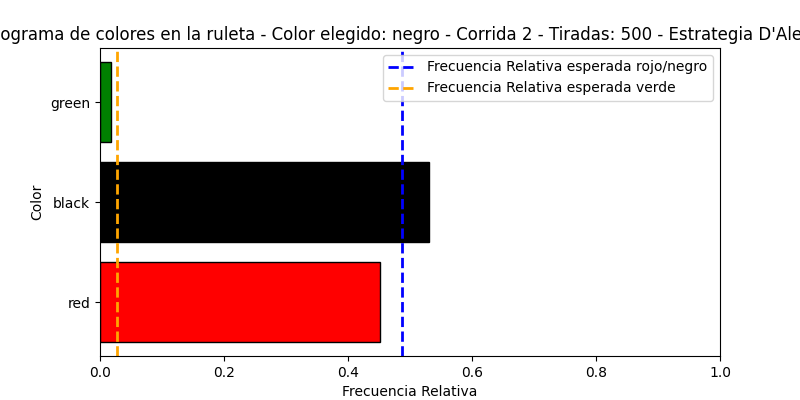 ograma de colores en la ruleta - Color elegido: negro - Corrida 2 - Tiradas: 500 - Estrategia D'Ale
Frecuencia Relativa esperada rojo/negro
Frecuencia Relativa esperada verde
Color
green
black
red
0.0 0.2 0.4 0.6 0.8 1.0
Frecuencia Relativa